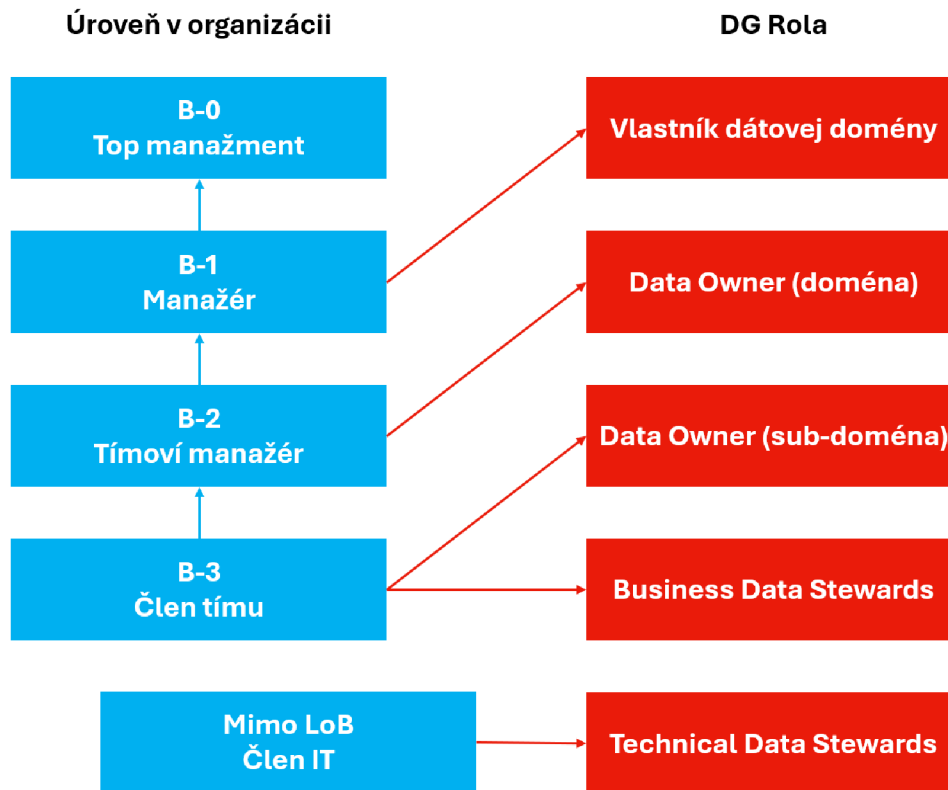 Úroveň v organizácii
DG Rola
B-0
Top manažment
Vlastník dátovej domény
B-1
Manažér
Data Owner (doména)
B-2
Tímoví manažér
Data Owner (sub-doména)
B-3
Člen tímu
Business Data Stewards
Mimo LoB
Člen IT
Technical Data Stewards